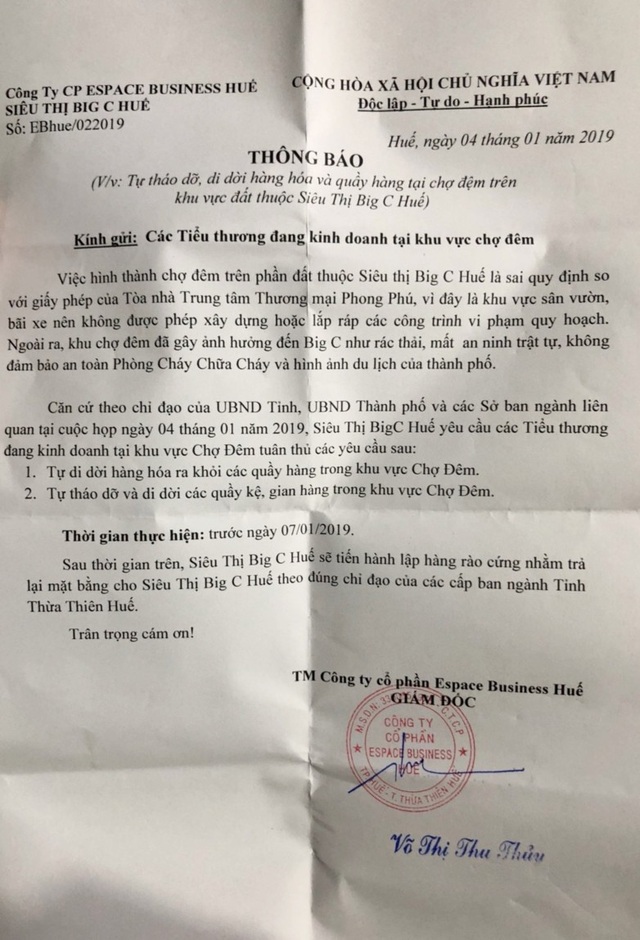 Công Ty CP ESPACE BUSINESS HUẾ
SIÊU THỊ BIG C HUẾ
Số: EBhue/022019
CỘNG HÒA XÃ HỘI CHỦ NGHĨA VIỆT NAM
Độc lập - Tự do - Hạnh phúc
Huế, ngày 04 tháng 01 năm 2019
THÔNG BÁO
(V/v: Tự tháo dỡ, di dời hàng hóa và quầy hàng tại chợ đệm trên
khu vực đất thuộc Siêu Thị Big C Huế)
Kính gửi: Các Tiểu thương đang kinh doanh tại khu vực chợ đêm
Việc hình thành chợ đêm trên phần đất thuộc Siêu thị Big C Huế là sai quy định so
với giấy phép của Tòa nhà Trung tâm Thương mại Phong Phú, vì đây là khu vực sân vườn,
bãi xe nên không được phép xây dựng hoặc lắp ráp các công trình vi phạm quy hoạch.
Ngoài ra, khu chợ đêm đã gây ảnh hưởng đến Big C như rác thải, mất an ninh trật tự, không
đảm bảo an toàn Phòng Cháy Chữa Cháy và hình ảnh du lịch của thành phố.
Căn cứ theo chỉ đạo của UBND Tỉnh, UBND Thành phố và các Sở ban ngành liên
quan tại cuộc họp ngày 04 tháng 01 năm 2019, Siêu Thị BigC Huế yêu cầu các Tiểu thương
đang kinh doanh tại khu vực Chợ Đêm tuân thủ các yêu cầu sau:
1. Tự di dời hàng hóa ra khỏi các quầy hàng trong khu vực Chợ Đêm.
2. Tự tháo dỡ và di dời các quầy kệ, gian hàng trong khu vực Chợ Đêm.
Thời gian thực hiện: trước ngày 07/01/2019.
Sau thời gian trên, Siêu Thị Big C Huế sẽ tiến hành lập hàng rào cứng nhằm trả
lại mặt bằng cho Siêu Thị Big C Huế theo đúng chỉ đạo của các cấp ban ngành Tỉnh
Thừa Thiên Huế.
Trân trọng cám ơn!
TM Công ty cổ phần Espace Business Huế
GIÁM ĐỐC
M.S.D.N: 33 C.T.C.P
CÔNG TY
CỔ PHẦN
ESPACE BUSINESS
HUẾ
TP HUẾ - T. THỪA THIÊN HUẾ
Võ Thị Thu Thủy